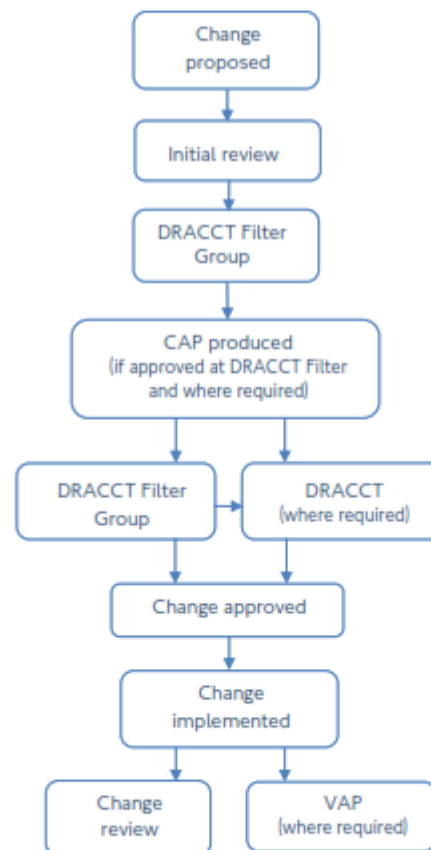 Change
proposed
Initial review
DRACCT Filter
Group
CAP produced
(if approved at DRACCT Filter
and where required)
DRACCT Filter
Group
DRACCT
(where required)
Change approved
Change
implemented
Change
review
VAP
(where required)